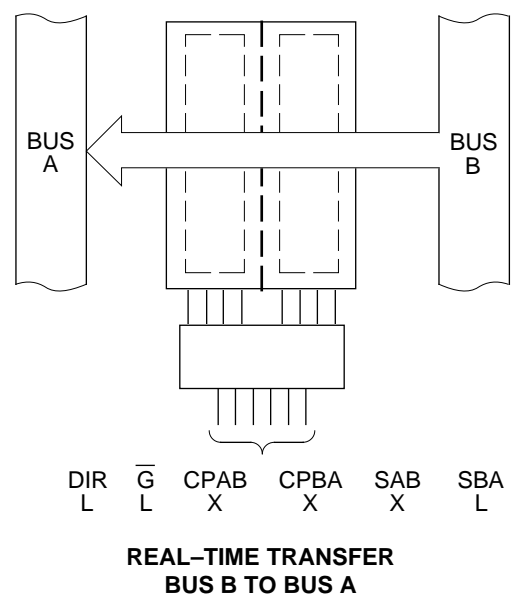 BUS
A
BUS
B
DIR G̅ CPAB CPBA SAB SBA
L L X X X L
REAL–TIME TRANSFER
BUS B TO BUS A